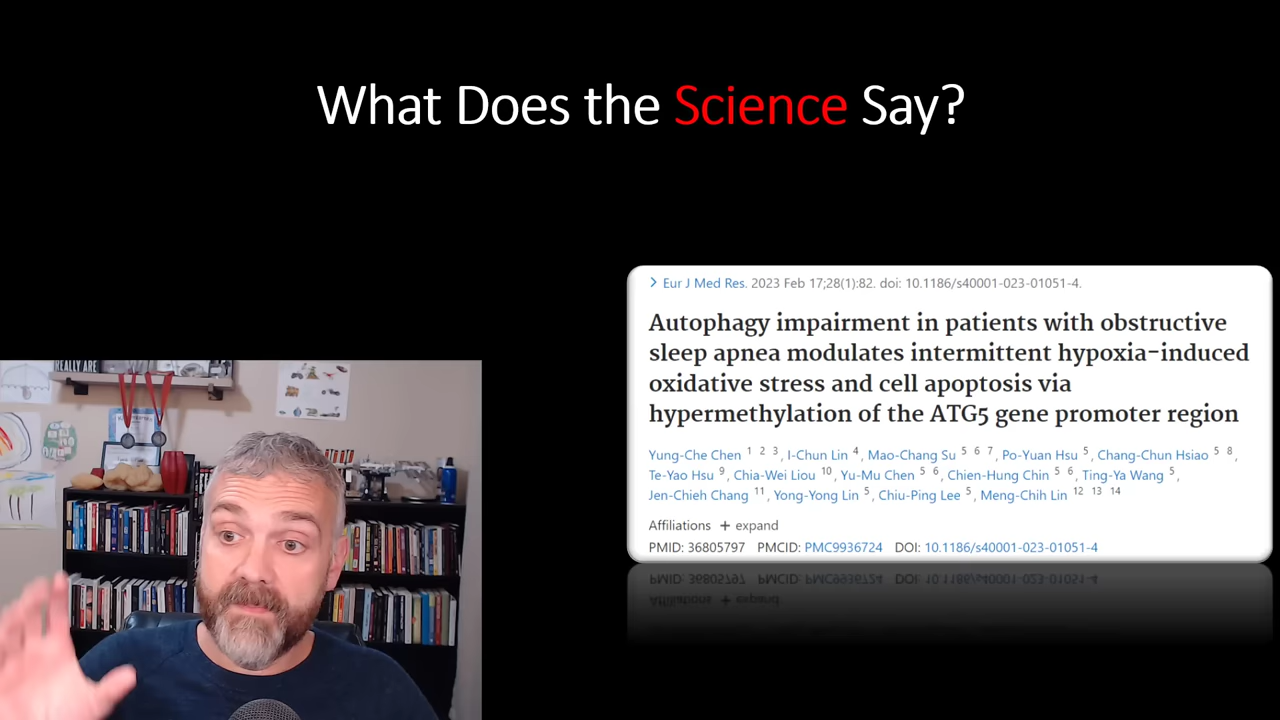 What Does the Science Say?
Eur J Med Res. 2023 Feb 17;28(1):82. doi: 10.1186/s40001-023-01051-4.
Autophagy impairment in patients with obstructive
sleep apnea modulates intermittent hypoxia-induced
oxidative stress and cell apoptosis via
hypermethylation of the ATG5 gene promoter region
Yung-Che Chen 1 2 3, I-Chun Lin 4, Mao-Chang Su 5 6 7, Po-Yuan Hsu 5, Chang-Chun Hsiao 5 8,
Te-Yao Hsu 9, Chia-Wei Liou 10, Yu-Mu Chen 5 6, Chien-Hung Chin 5 6, Ting-Ya Wang 5,
Jen-Chieh Chang 11, Yong-Yong Lin 5, Chiu-Ping Lee 5, Meng-Chih Lin 12 13 14
Affiliations + expand
PMID: 36805797 PMCID: PMC9936724 DOI: 10.1186/s40001-023-01051-4
REALLY ARE